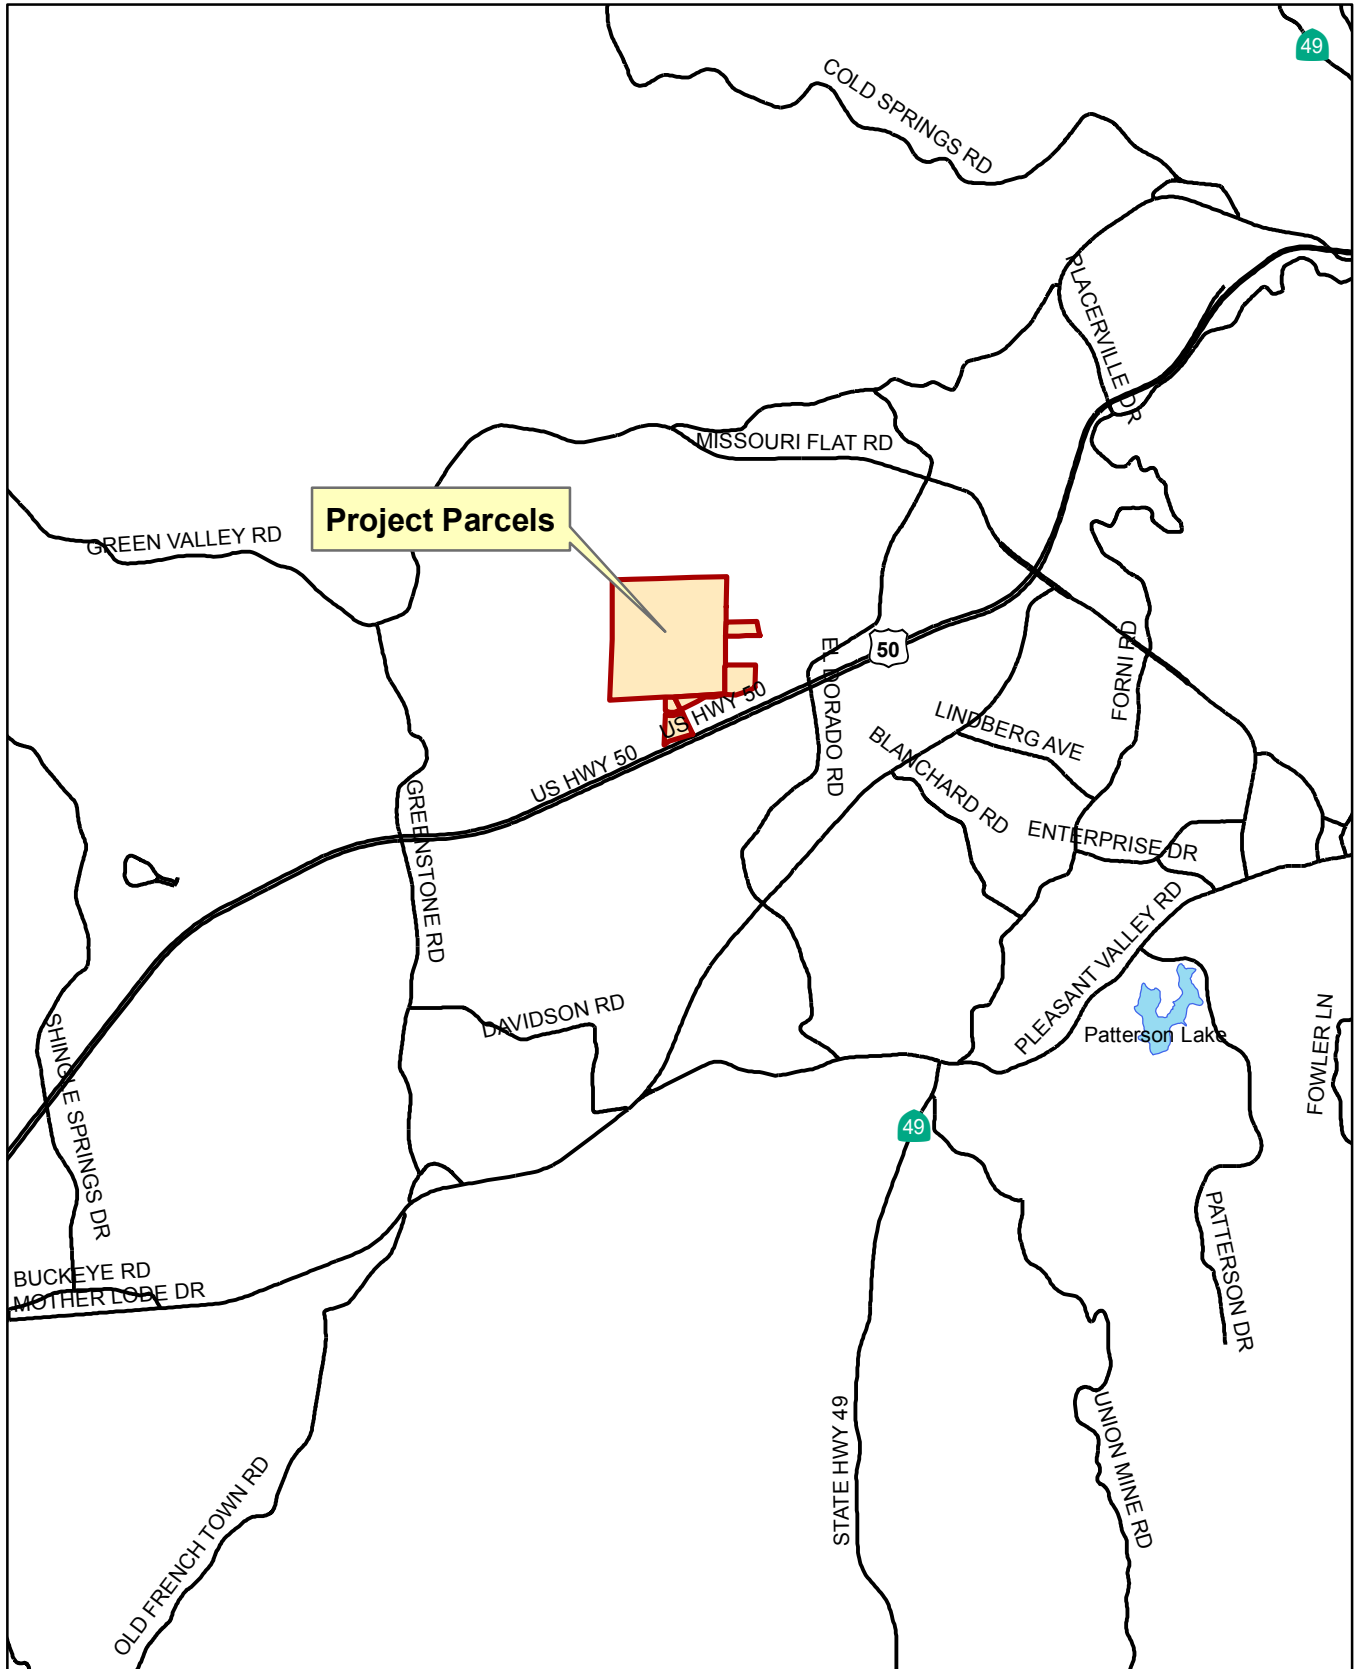 49
COLD SPRINGS RD
PLACERVILLE DR
MISSOURI FLAT RD
Project Parcels
GREEN VALLEY RD
50
EL DORADO RD
FORNI RD
US HWY 50
US HWY 50
LINDBERG AVE
BLANCHARD RD
ENTERPRISE DR
GREENSTONE RD
PLEASANT VALLEY RD
DAVIDSON RD
Patterson Lake
FOWLER LN
SHINGLE SPRINGS DR
49
PATTERSON DR
BUCKEYE RD
MOTHER LODE DR
STATE HWY 49
UNION MINE RD
OLD FRENCH TOWN RD